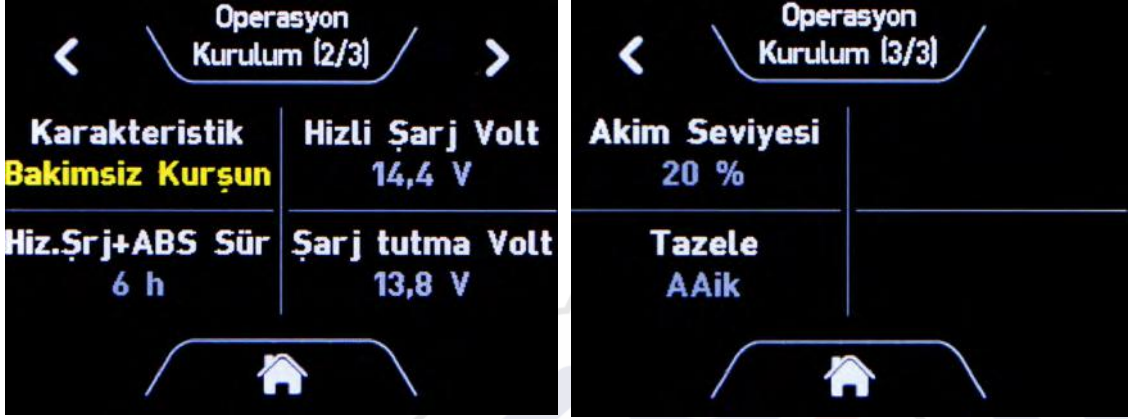 Operasyon
Kurulum (2/3)
Karakteristik
Bakimsiz Kurşun
Hizli Şarj Volt
14,4 V
Hiz.Şrj+ABS Sür
6 h
Şarj tutma Volt
13,8 V
Operasyon
Kurulum (3/3)
Akim Seviyesi
20 %
Tazele
AAik